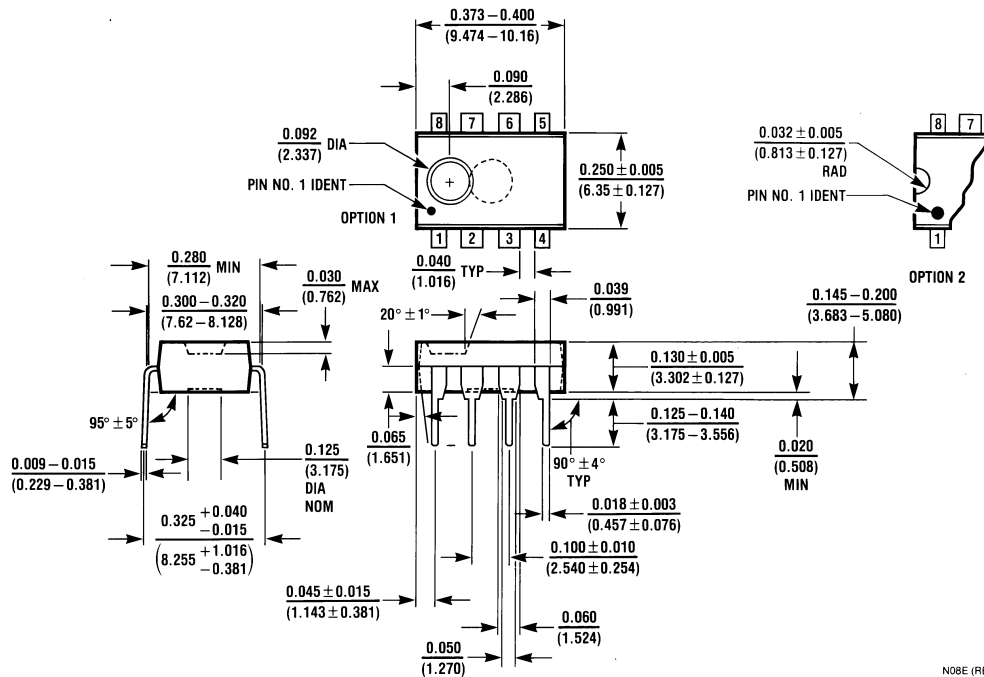 0.373 – 0.400
(9.474 – 10.16)
0.090
(2.286)
8 7 6 5
0.092 DIA
(2.337)
PIN NO. 1 IDENT
OPTION 1
+
0.250 ± 0.005
(6.35 ± 0.127)
1 2 3 4
0.032 ± 0.005
(0.813 ± 0.127)
RAD
PIN NO. 1 IDENT
8 7
1
OPTION 2
0.280 MIN
(7.112)
0.300 – 0.320
(7.62 – 8.128)
0.030 MAX
(0.762)
0.040 TYP
(1.016)
20° ± 1°
0.039
(0.991)
0.145 – 0.200
(3.683 – 5.080)
0.130 ± 0.005
(3.302 ± 0.127)
0.125 – 0.140
(3.175 – 3.556)
0.020
(0.508)
MIN
95° ± 5°
0.009 – 0.015
(0.229 – 0.381)
0.125
(3.175)
DIA
NOM
0.065
(1.651)
90° ± 4°
TYP
0.018 ± 0.003
(0.457 ± 0.076)
0.325 +0.040
-0.015
(8.255 +1.016
-0.381)
0.100 ± 0.010
(2.540 ± 0.254)
0.045 ± 0.015
(1.143 ± 0.381)
0.060
(1.524)
0.050
(1.270)
N08E (RE